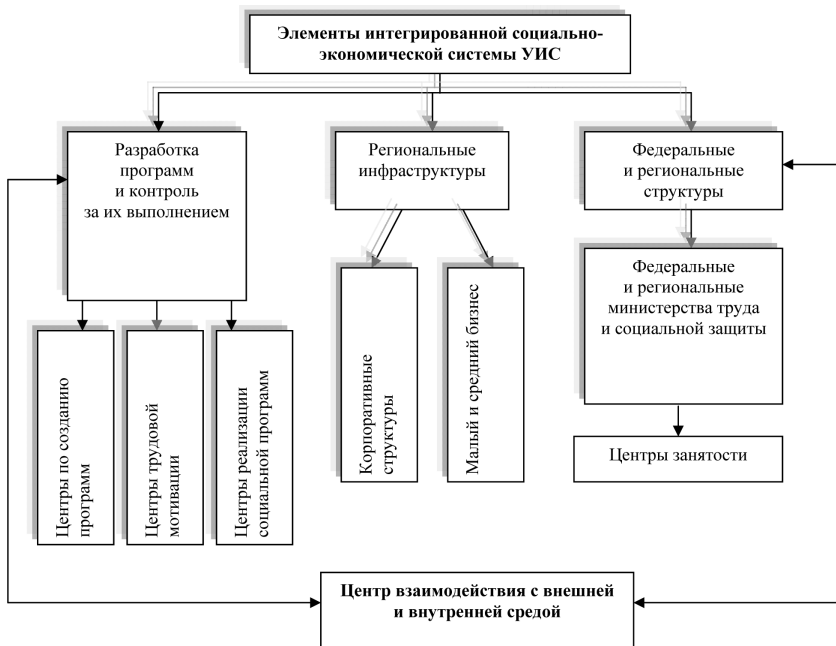 Элементы интегрированной социально-
экономической системы УИС
Разработка
программ
и контроль
за их выполнением
Региональные
инфраструктуры
Федеральные
и региональные
структуры
Федеральные
и региональные
министерства труда
и социальной защиты
Центры по созданию
программ
Центры трудовой
мотивации
Центры реализации
социальной программ
Корпоративные
структуры
Малый и средний бизнес
Центры занятости
Центр взаимодействия с внешней
и внутренней средой